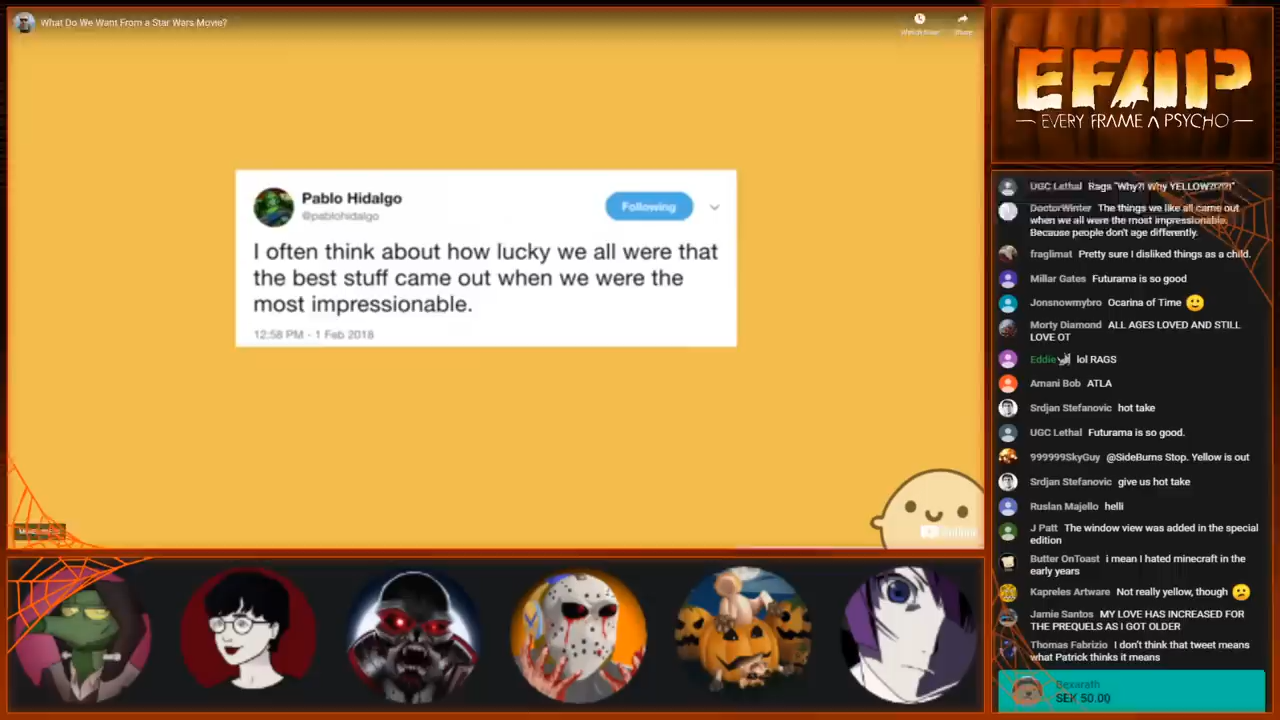 What Do We Want From a Star Wars Movie?
Watch later
Share
Pablo Hidalgo
@pablohidalgo
Following
I often think about how lucky we all were that
the best stuff came out when we were the
most impressionable.
12:58 PM - 1 Feb 2018
EFAP
— EVERY FRAME A PSYCHO —
UGC Lethal Rags "Why?! Why YELLOW?!?!?!"
DoctorWinter The things we like all came out
when we all were the most impressionable.
Because people don't age differently.
fraglimat Pretty sure I disliked things as a child.
Millar Gates Futurama is so good
Jonsnowmybro Ocarina of Time 🙂
Morty Diamond ALL AGES LOVED AND STILL
LOVE OT
Eddie lol RAGS
Amani Bob ATLA
Srdjan Stefanovic hot take
UGC Lethal Futurama is so good.
999999SkyGuy @SideBurns Stop. Yellow is out
Srdjan Stefanovic give us hot take
Ruslan Majello helli
J Patt The window view was added in the special
edition
Butter OnToast i mean I hated minecraft in the
early years
Kapreles Artware Not really yellow, though 😕
Jamie Santos MY LOVE HAS INCREASED FOR
THE PREQUELS AS I GOT OLDER
Thomas Fabrizio I don't think that tweet means
what Patrick thinks it means
Bexarath
SEK 50.00
YouTube